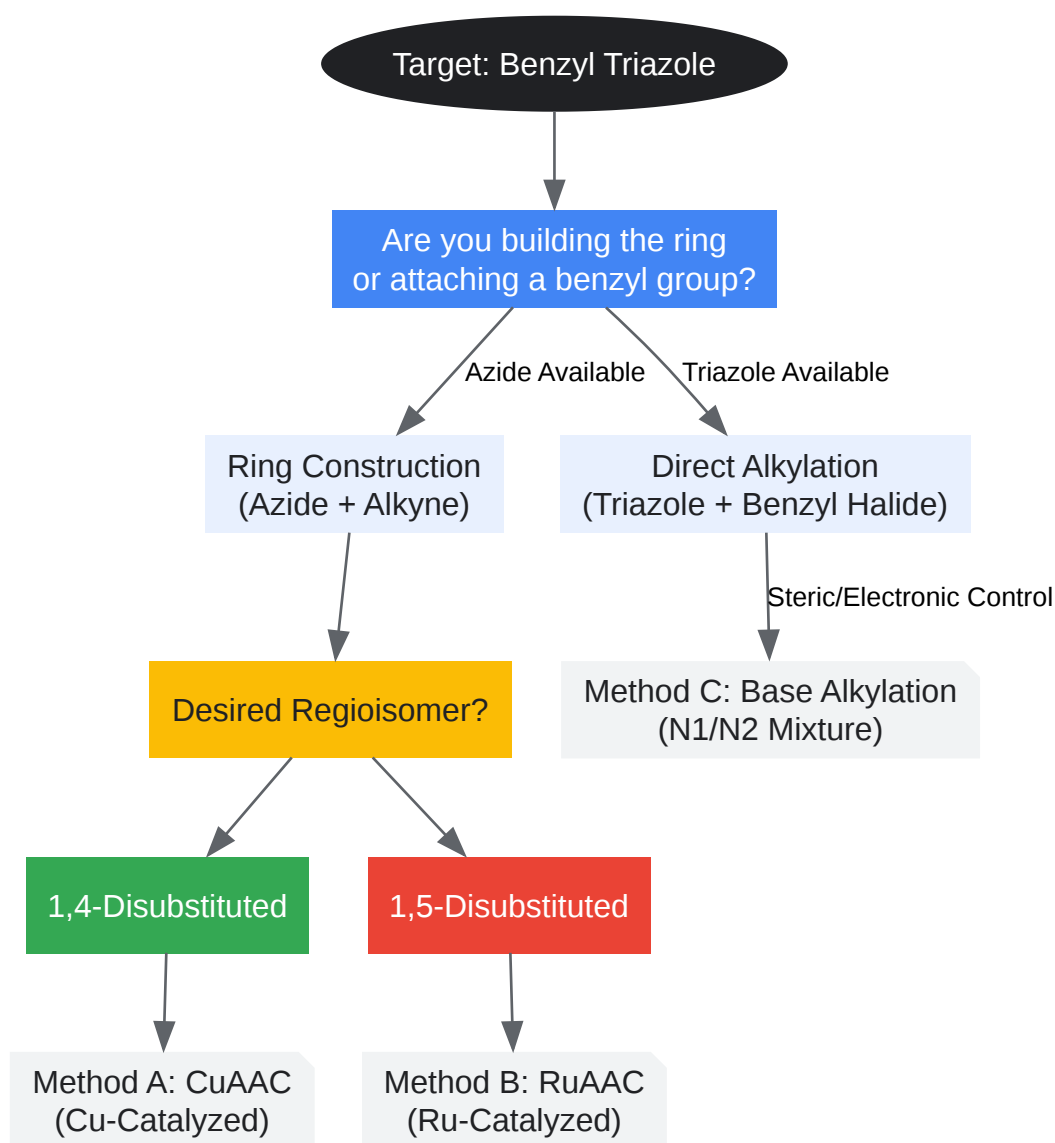 Target: Benzyl Triazole
Are you building the ring
or attaching a benzyl group?
Azide Available
Triazole Available
Ring Construction
(Azide + Alkyne)
Direct Alkylation
(Triazole + Benzyl Halide)
Steric/Electronic Control
Desired Regioisomer?
Method C: Base Alkylation
(N1/N2 Mixture)
1,4-Disubstituted
1,5-Disubstituted
Method A: CuAAC
(Cu-Catalyzed)
Method B: RuAAC
(Ru-Catalyzed)